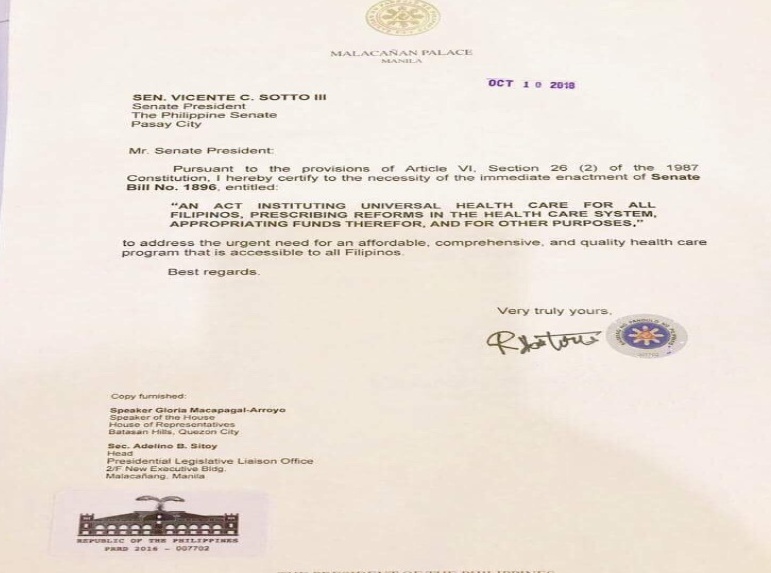 MALACAÑAN PALACE
MANILA
OCT 10 2018
SEN. VICENTE C. SOTTO III
Senate President
The Philippine Senate
Pasay City
Mr. Senate President:
Pursuant to the provisions of Article VI, Section 26 (2) of the 1987
Constitution, I hereby certify to the necessity of the immediate enactment of Senate
Bill No. 1896, entitled:
"AN ACT INSTITUTING UNIVERSAL HEALTH CARE FOR ALL
FILIPINOS, PRESCRIBING REFORMS IN THE HEALTH CARE SYSTEM,
APPROPRIATING FUNDS THEREFOR, AND FOR OTHER PURPOSES,"
to address the urgent need for an affordable, comprehensive, and quality health care
program that is accessible to all Filipinos.
Best regards.
Very truly yours,
Copy furnished:
Speaker Gloria Macapagal-Arroyo
Speaker of the House
House of Representatives
Batasan Hills, Quezon City
Sec. Adelino B. Sitoy
Head
Presidential Legislative Liaison Office
2/F New Executive Bldg.
Malacañang, Manila
REPUBLIC OF THE PHILIPPINES
PRRD 2016 - 007702
THE PRESIDENT OF THE PHILIPPINES